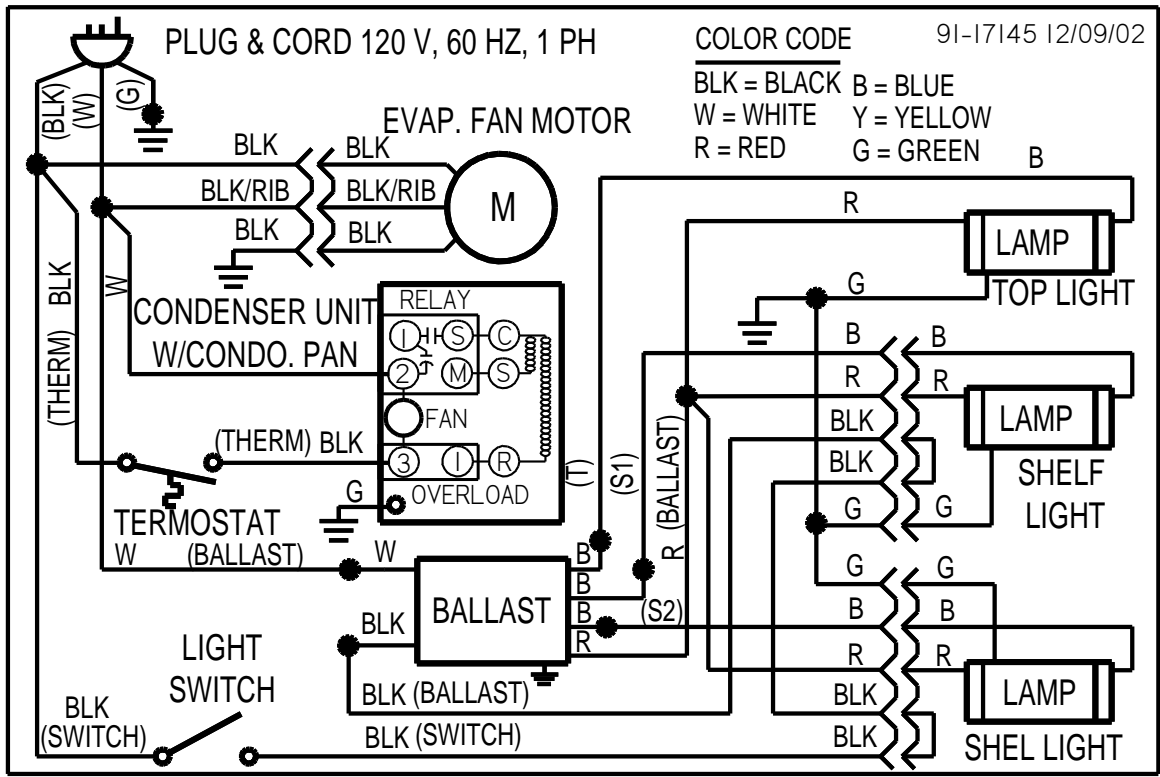 PLUG & CORD 120 V, 60 HZ, 1 PH
COLOR CODE
91-17145 12/09/02
BLK = BLACK
B = BLUE
W = WHITE
Y = YELLOW
R = RED
G = GREEN
(BLK)
(W)
(G)
EVAP. FAN MOTOR
BLK
BLK
BLK/RIB
BLK/RIB
BLK
BLK
M
B
R
LAMP
G
TOP LIGHT
(THERM) BLK
W
CONDENSER UNIT
W/CONDO. PAN
RELAY
1
S
C
2
M
S
FAN
3
1
R
OVERLOAD
(THERM) BLK
G
TERMOSTAT
B
B
R
R
LAMP
BLK
BLK
SHELF
LIGHT
G
G
(T)
(S1)
R (BALLAST)
W
(BALLAST)
W
BALLAST
B
B
B
R
(S2)
G
G
B
B
R
R
LAMP
BLK
BLK
SHEL LIGHT
BLK
BLK (BALLAST)
LIGHT
SWITCH
BLK
(SWITCH)
BLK (SWITCH)